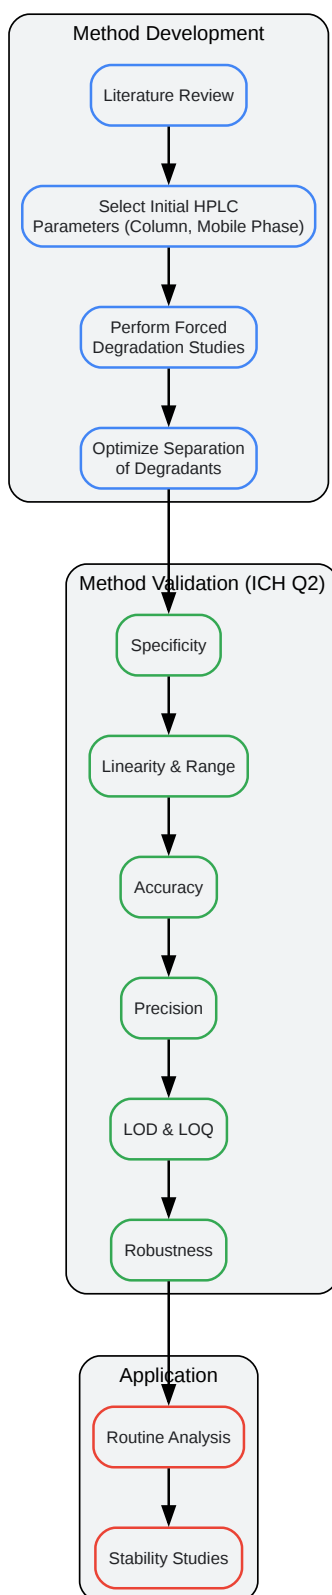 Method Development
Literature Review
Select Initial HPLC
Parameters (Column, Mobile Phase)
Perform Forced
Degradation Studies
Optimize Separation
of Degradants
Method Validation (ICH Q2)
Specificity
Linearity & Range
Accuracy
Precision
LOD & LOQ
Robustness
Application
Routine Analysis
Stability Studies